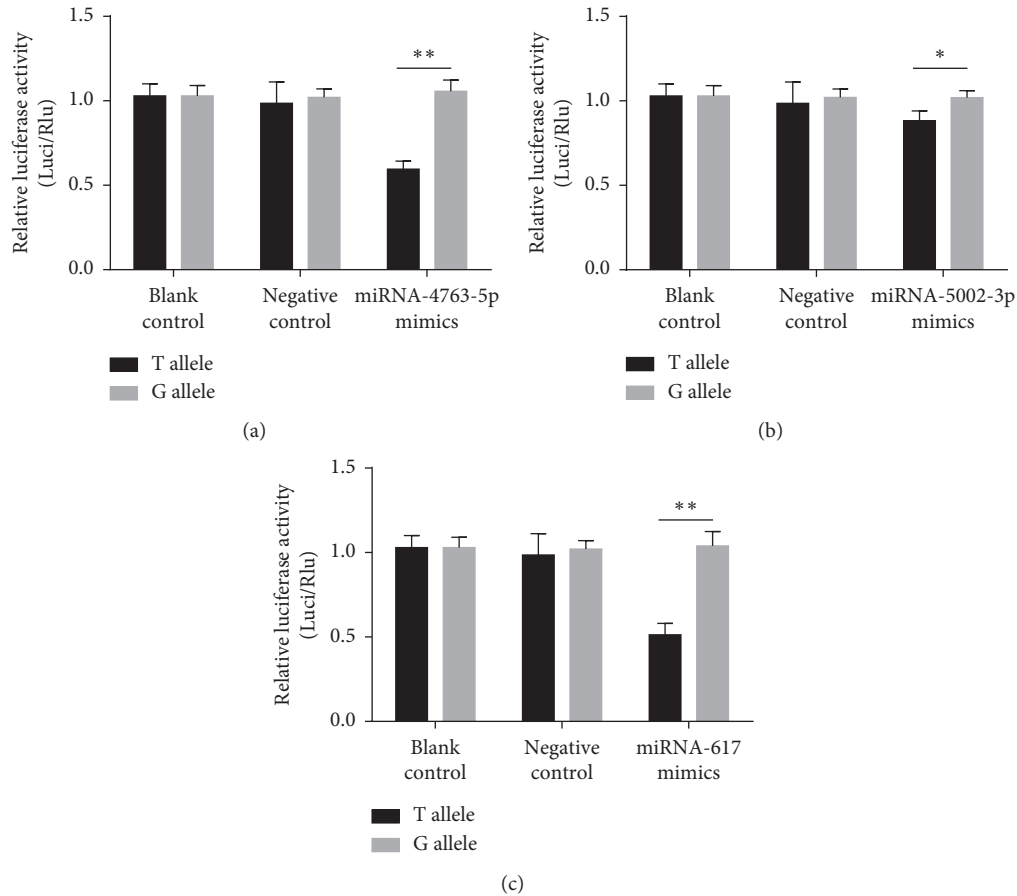 Relative luciferase activity
(Luci/Rlu)
1.5
1.0
0.5
0.0
**
Blank
control
Negative
control
miRNA-4763-5p
mimics
T allele
G allele
(a)
Relative luciferase activity
(Luci/Rlu)
1.5
1.0
0.5
0.0
*
Blank
control
Negative
control
miRNA-5002-3p
mimics
T allele
G allele
(b)
Relative luciferase activity
(Luci/Rlu)
1.5
1.0
0.5
0.0
**
Blank
control
Negative
control
miRNA-617
mimics
T allele
G allele
(c)